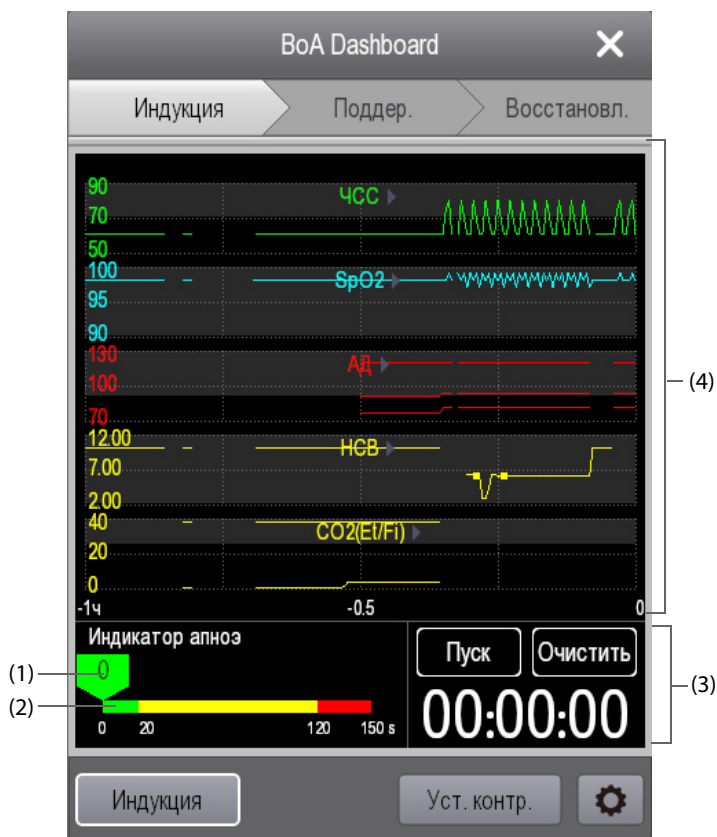 BoA Dashboard
Индукция Поддер. Восстановл.
90
ЧСС
70
50
100
SpO2
95
90
130
АД
100
70
12.00
НСВ
7.00
2.00
40
CO2(Et/Fi)
20
0
-1ч -0.5 0
(4)
Индикатор апноэ
Пуск Очистить
(1) 0
(2)
0 20 120 150 s
00:00:00
(3)
Индукция Уст. контр.